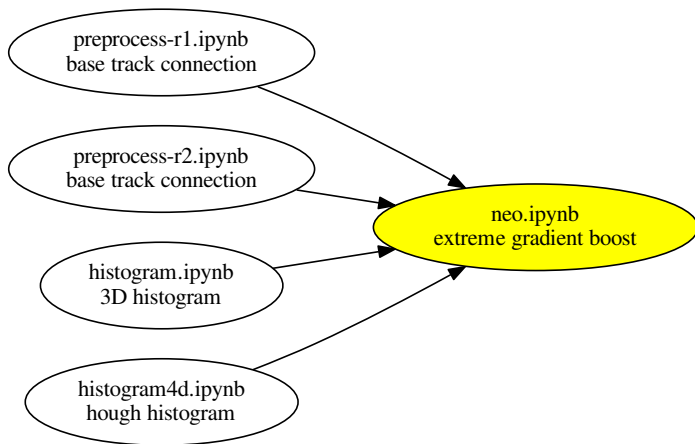 preprocess-r1.ipynb
base track connection
preprocess-r2.ipynb
base track connection
neo.ipynb
extreme gradient boost
histogram.ipynb
3D histogram
histogram4d.ipynb
hough histogram